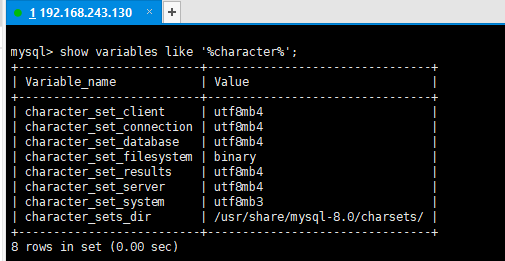 1 192.168.243.130 × +
mysql> show variables like '%character%';
+--------------------------+--------------------------------+
| Variable_name | Value |
+--------------------------+--------------------------------+
| character_set_client | utf8mb4 |
| character_set_connection | utf8mb4 |
| character_set_database | utf8mb4 |
| character_set_filesystem | binary |
| character_set_results | utf8mb4 |
| character_set_server | utf8mb4 |
| character_set_system | utf8mb3 |
| character_sets_dir | /usr/share/mysql-8.0/charsets/ |
+--------------------------+--------------------------------+
8 rows in set (0.00 sec)